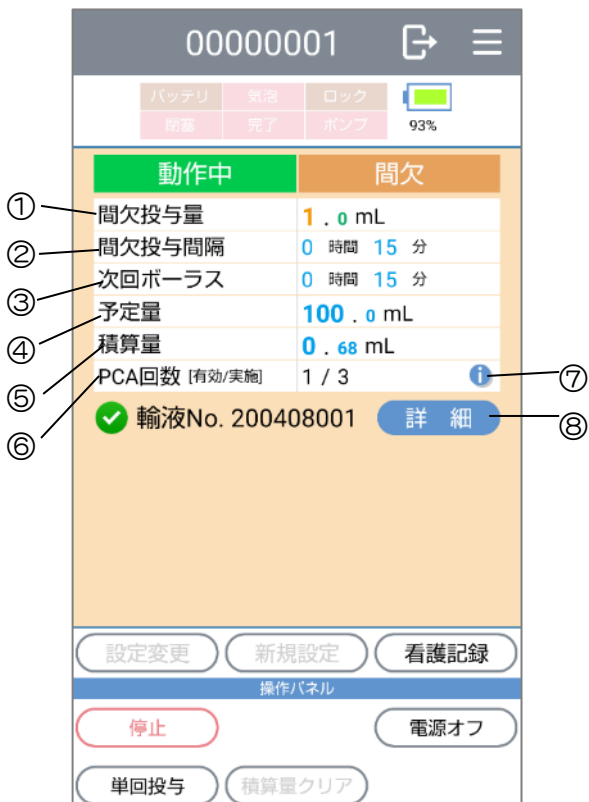 00000001
バッテリ 気泡 ロック
閉塞 完了 ポンプ 93%
動作中 間欠
① 間欠投与量 1 . 0 mL
② 間欠投与間隔 0 時間 15 分
③ 次回ボーラス 0 時間 15 分
④ 予定量 100 . 0 mL
⑤ 積算量 0 . 68 mL
⑥ PCA回数 [有効/実施] 1 / 3 i ⑦
輸液No. 200408001 詳細 ⑧
設定変更 新規設定 看護記録
操作パネル
停止 電源オフ
単回投与 積算量クリア